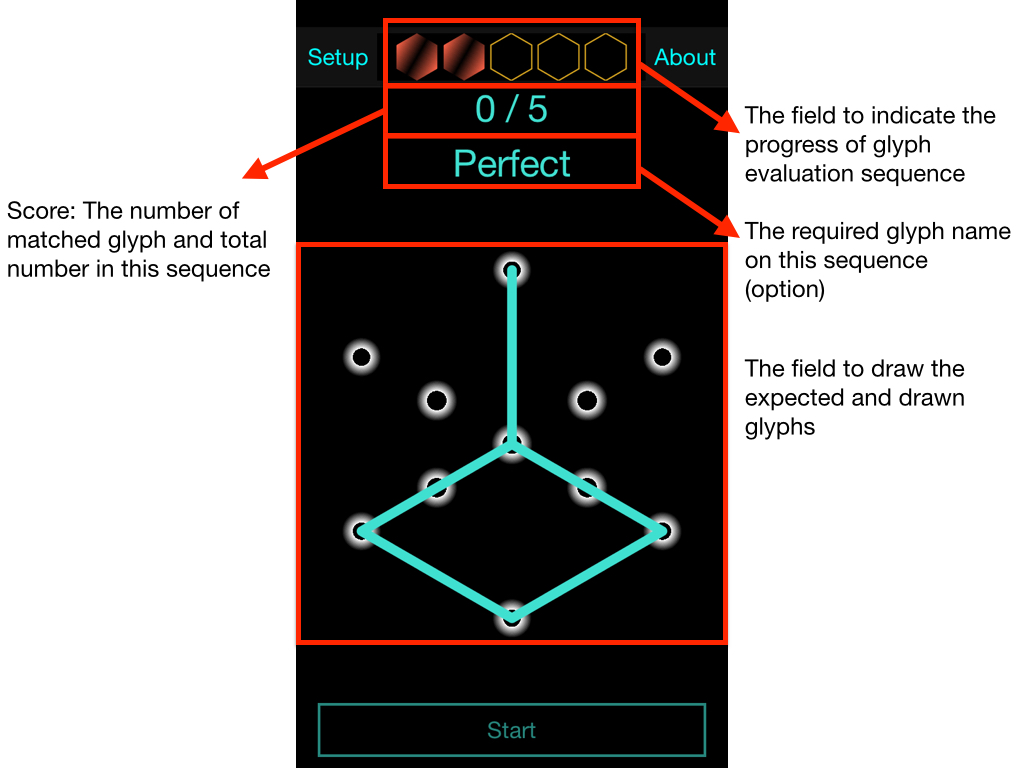 Setup
About
0 / 5
Perfect
The field to indicate the
progress of glyph
evaluation sequence
Score: The number of
matched glyph and total
number in this sequence
The required glyph name
on this sequence
(option)
The field to draw the
expected and drawn
glyphs
Start